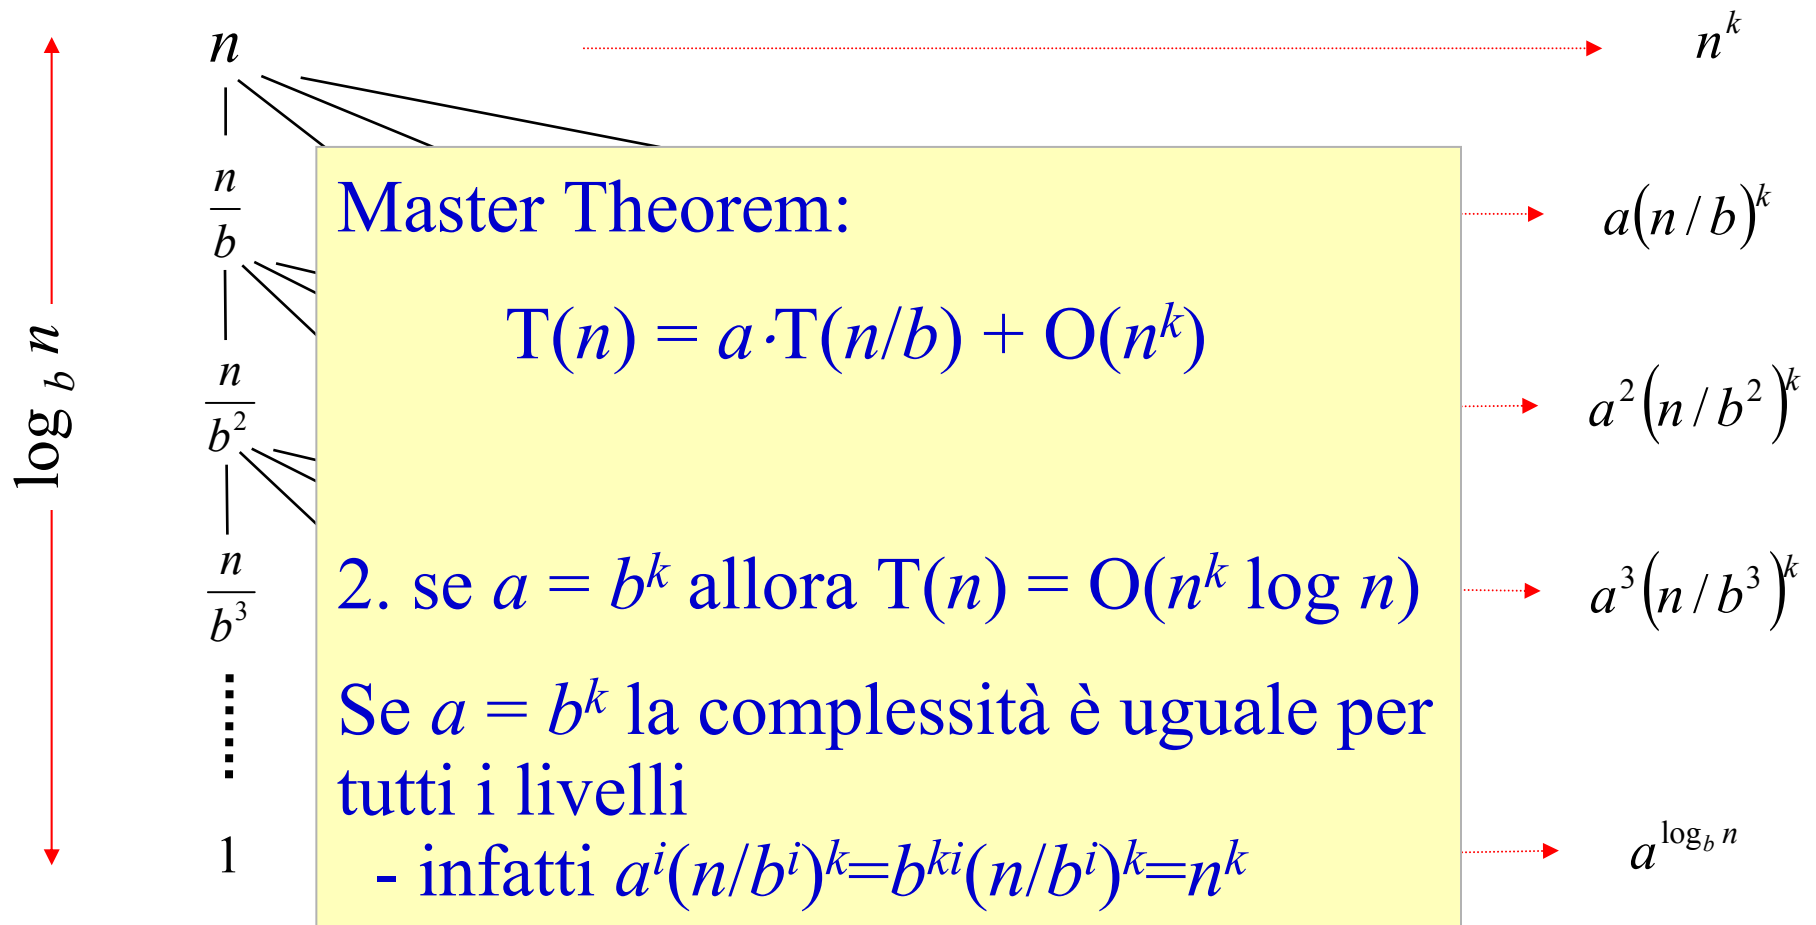 n
n^k
n/b
a(n/b)^k
Master Theorem:
T(n) = a·T(n/b) + O(n^k)
log_b n
n/b^2
a^2(n/b^2)^k
2. se a = b^k allora T(n) = O(n^k log n)
n/b^3
a^3(n/b^3)^k
Se a = b^k la complessità è uguale per
tutti i livelli
- infatti a^i(n/b^i)^k=b^{ki}(n/b^i)^k=n^k
1
a^{log_b n}